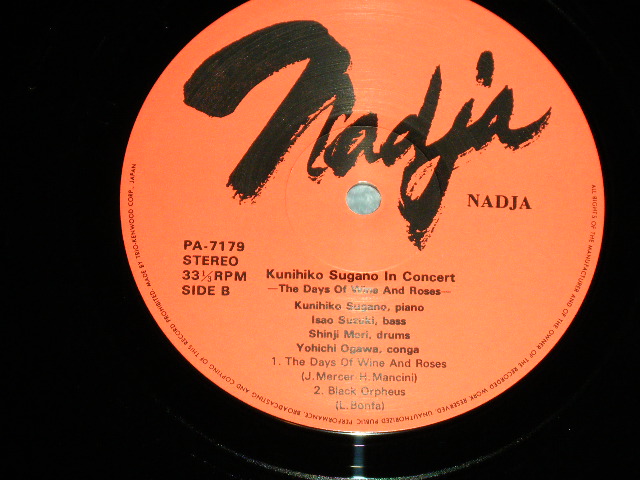 Nadja
NADJA
PA-7179
STEREO
33⅓RPM
SIDE B
Kunihiko Sugano In Concert
—The Days Of Wine And Roses—
Kunihiko Sugano, piano
Isao Suzuki, bass
Shinji Mori, drums
Yohichi Ogawa, conga
1. The Days Of Wine And Roses
(J. Mercer-H. Mancini)
2. Black Orpheus
(L. Bonfa)
ALL RIGHTS OF THE MANUFACTURER AND OF THE OWNER OF THE RECORDED WORK RESERVED. UNAUTHORIZED PUBLIC PERFORMANCE, BROADCASTING AND COPYING OF THIS RECORD PROHIBITED. MADE BY TRIO-KENWOOD CORP., JAPAN